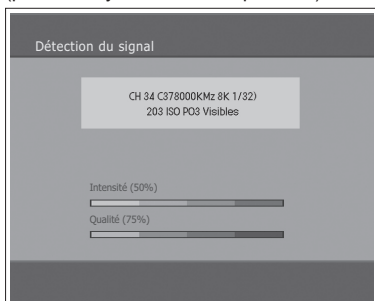 Détection du signal
CH 34 C378000KMz 8K 1/32)
203 ISO PO3 Visibles
Intensité (50%)
Qualité (75%)